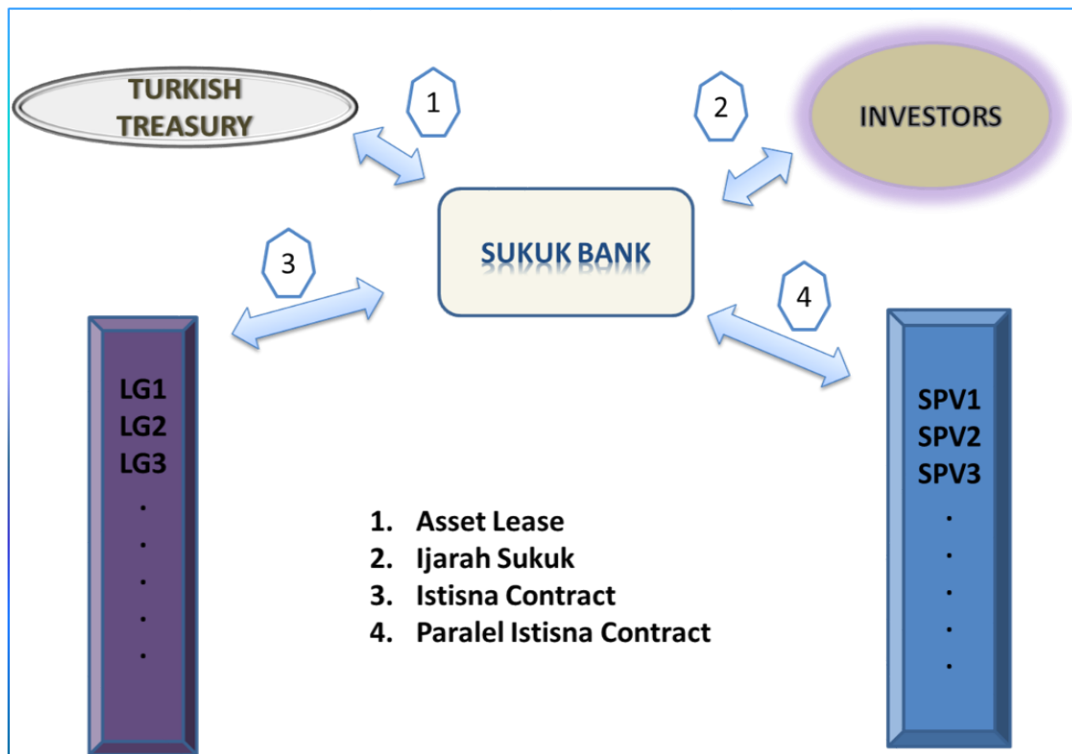 TURKISH
TREASURY
1
2
INVESTORS
SUKUK BANK
3
4
LG1
LG2
LG3
.
.
.
.
.
SPV1
SPV2
SPV3
.
.
.
.
.
1. Asset Lease
2. Ijarah Sukuk
3. Istisna Contract
4. Paralel Istisna Contract